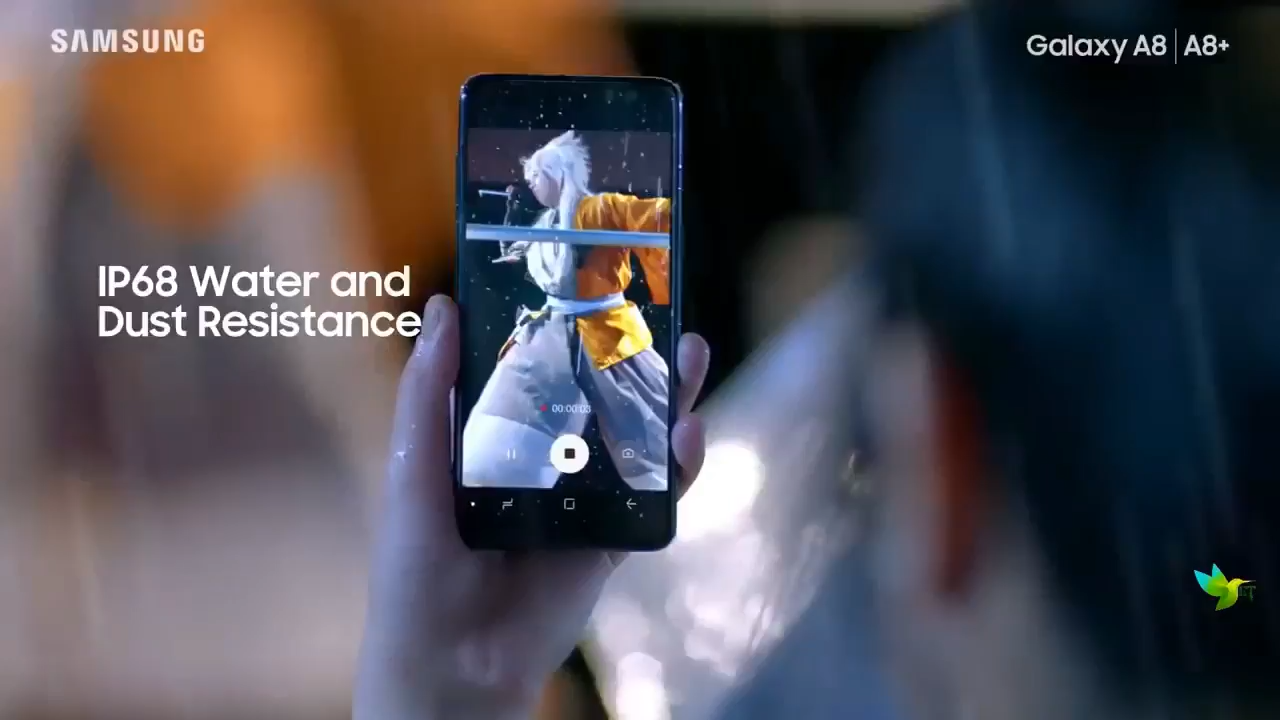 SAMSUNG
Galaxy A8 | A8+
IP68 Water and
Dust Resistance
00:00:03